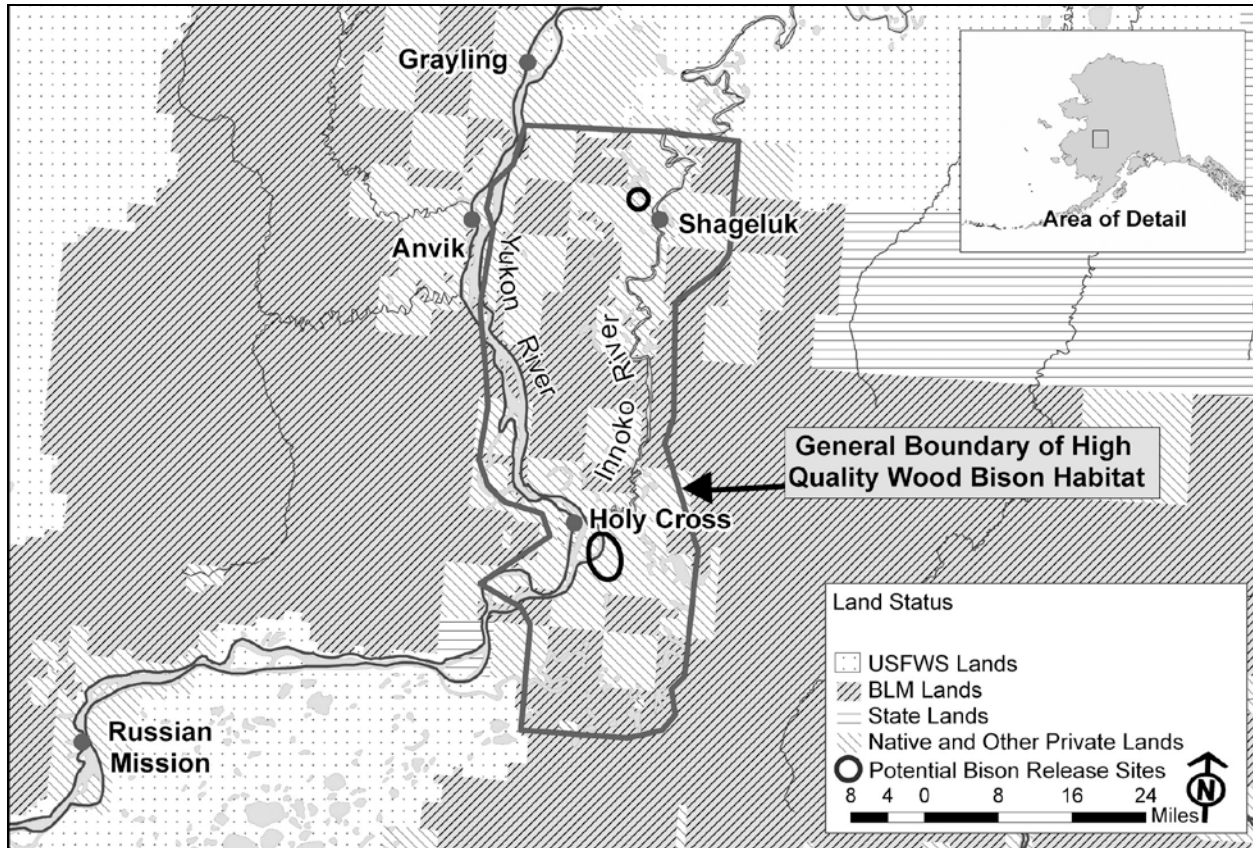 Grayling
Area of Detail
Shageluk
Anvik
Yukon
River
Innoko River
General Boundary of High
Quality Wood Bison Habitat
Holy Cross
Russian
Mission
Land Status
USFWS Lands
BLM Lands
State Lands
Native and Other Private Lands
Potential Bison Release Sites
8 4 0 8 16 24
Miles
N